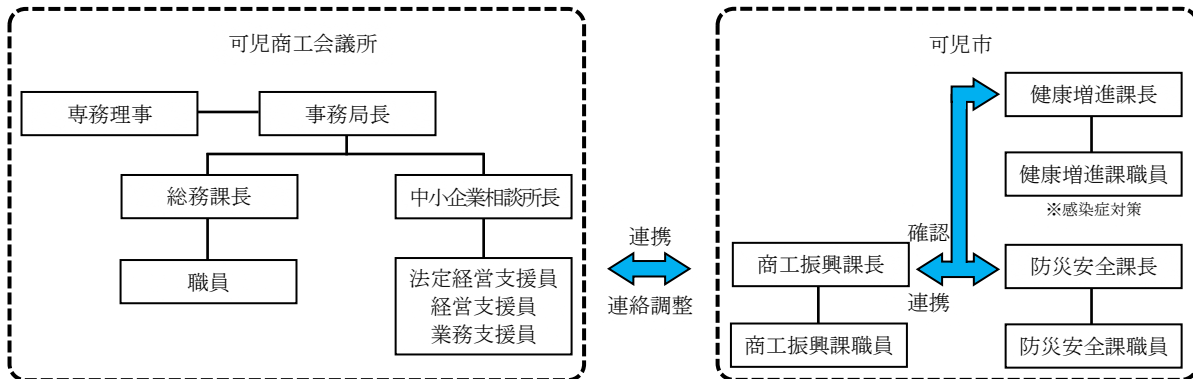 可児商工会議所
専務理事
事務局長
総務課長
中小企業相談所長
職員
法定経営支援員
経営支援員
業務支援員
連携
連絡調整
可児市
健康増進課長
健康増進課職員
※感染症対策
確認
連携
商工振興課長
防災安全課長
商工振興課職員
防災安全課職員